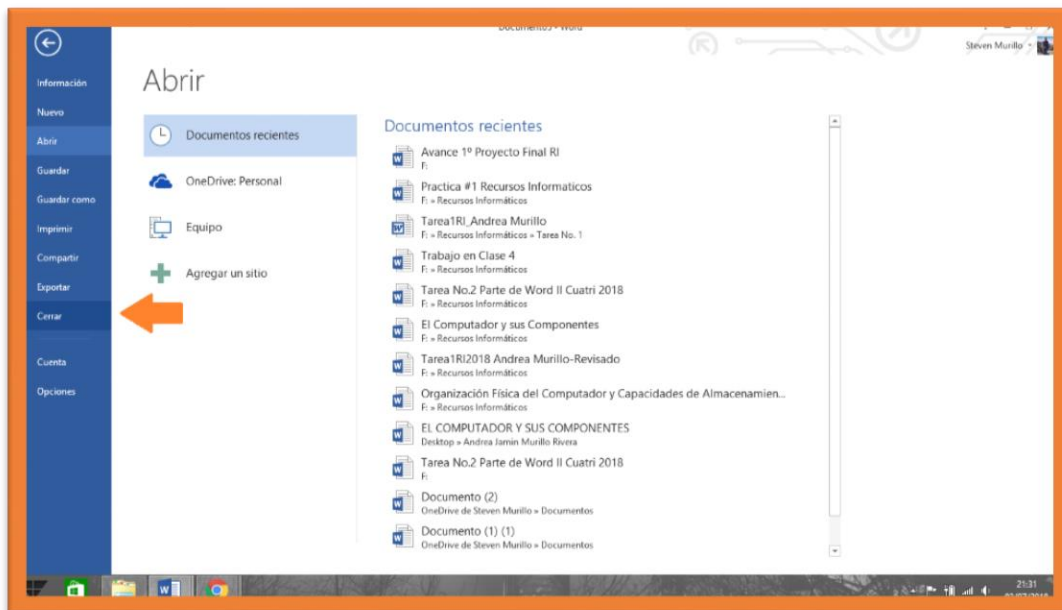 Documento3 - Word
Steven Murillo
Información
Nuevo
Abrir
Guardar
Guardar como
Imprimir
Compartir
Exportar
Cerrar
Cuenta
Opciones
Abrir
Documentos recientes
OneDrive: Personal
Equipo
Agregar un sitio
Documentos recientes
Avance 1º Proyecto Final RI
F:
Practica #1 Recursos Informaticos
F: » Recursos Informáticos
Tarea1RI_Andrea Murillo
F: » Recursos Informáticos » Tarea No. 1
Trabajo en Clase 4
F: » Recursos Informáticos
Tarea No.2 Parte de Word II Cuatri 2018
F: » Recursos Informáticos
El Computador y sus Componentes
F: » Recursos Informáticos
Tarea1RI2018 Andrea Murillo-Revisado
F: » Recursos Informáticos
Organización Física del Computador y Capacidades de Almacenamien...
F: » Recursos Informáticos
EL COMPUTADOR Y SUS COMPONENTES
Desktop » Andrea Jamin Murillo Rivera
Tarea No.2 Parte de Word II Cuatri 2018
F:
Documento (2)
OneDrive de Steven Murillo » Documentos
Documento (1) (1)
OneDrive de Steven Murillo » Documentos
21:31